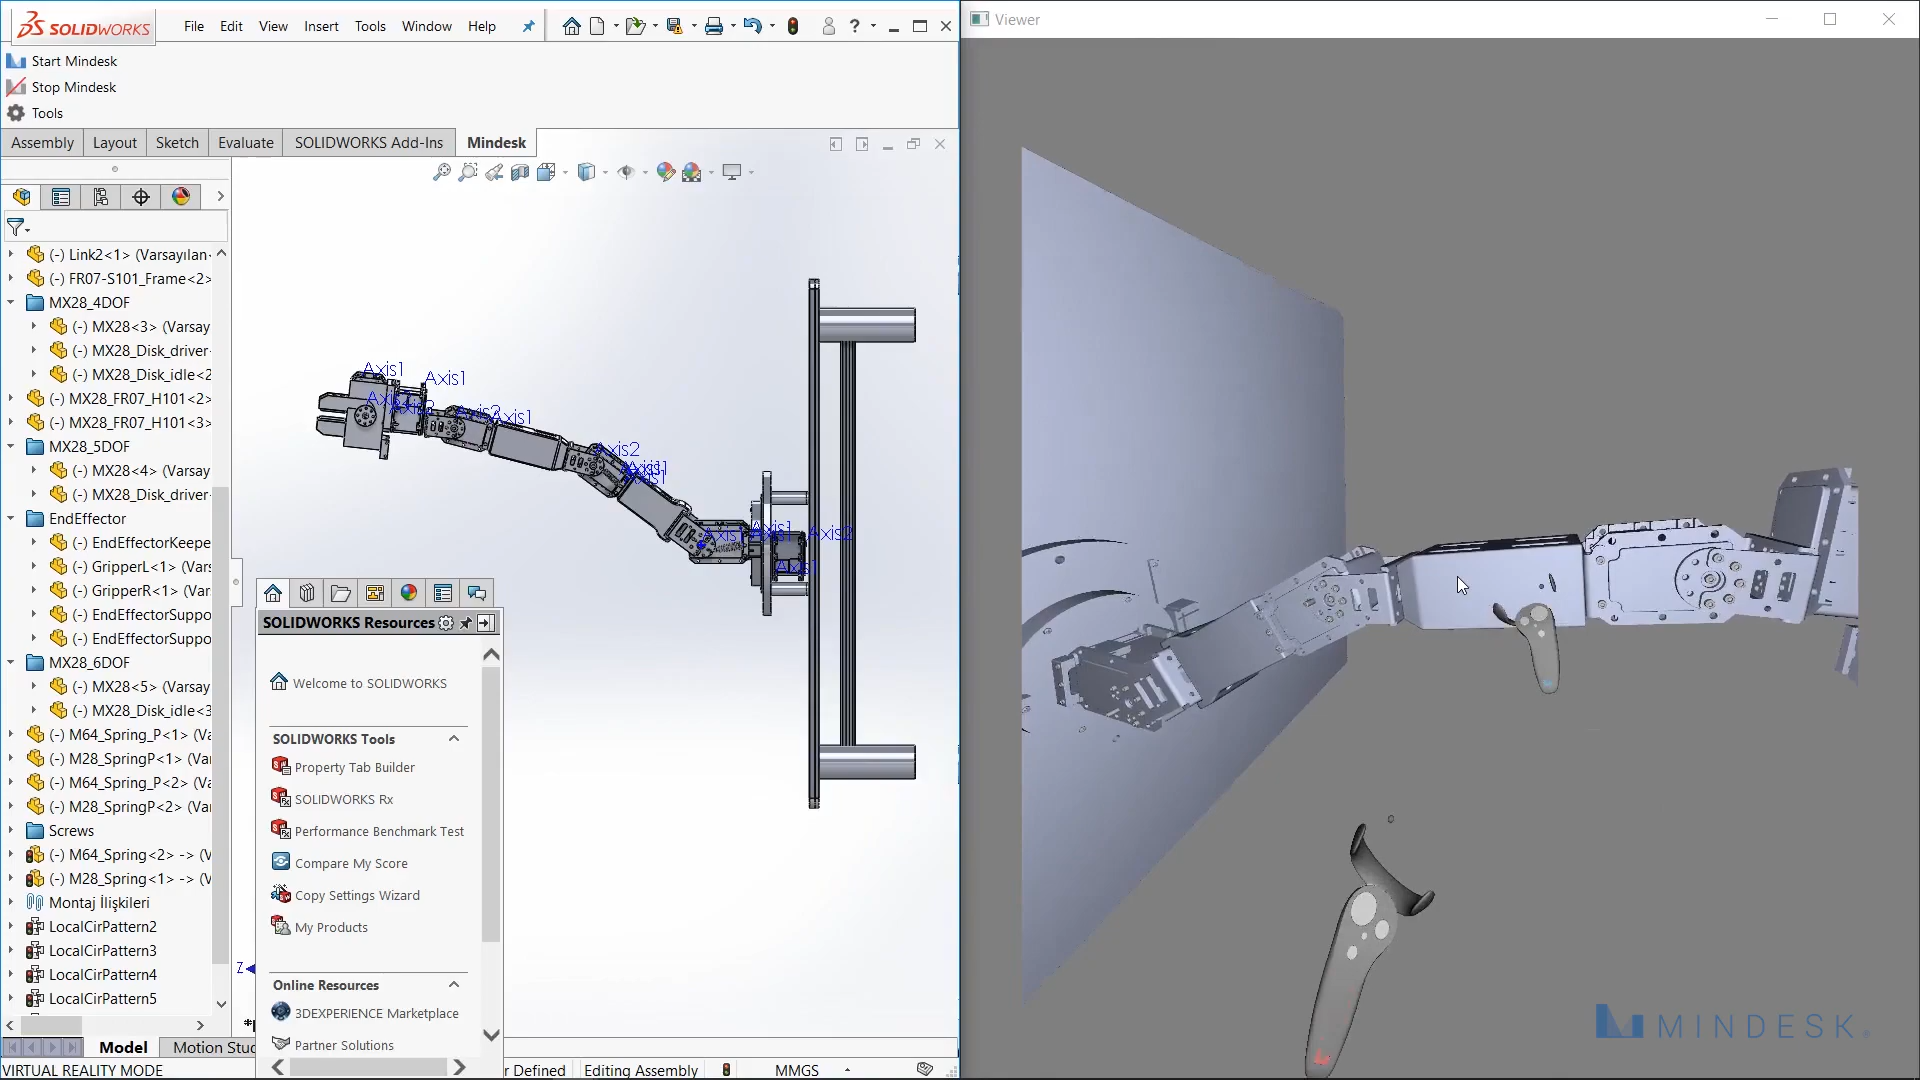 SOLIDWORKS
File Edit View Insert Tools Window Help
Viewer
Start Mindesk
Stop Mindesk
Tools
Assembly Layout Sketch Evaluate SOLIDWORKS Add-Ins Mindesk
(-) Link2<1> (Varsayılan
(-) FR07-S101_Frame<2>
MX28_4DOF
(-) MX28<3> (Varsay
(-) MX28_Disk_driver
(-) MX28_Disk_idle<2
(-) MX28_FR07_H101<2>
(-) MX28_FR07_H101<3>
MX28_5DOF
(-) MX28<4> (Varsay
(-) MX28_Disk_driver
EndEffector
(-) EndEffectorKeepe
(-) GripperL<1> (Vars
(-) GripperR<1> (Var
(-) EndEffectorSuppo
(-) EndEffectorSuppo
MX28_6DOF
(-) MX28<5> (Varsay
(-) MX28_Disk_idle<3
(-) M64_Spring_P<1> (Va
(-) M28_SpringP<1> (Va
(-) M64_Spring_P<2> (Va
(-) M28_SpringP<2> (Va
Screws
(-) M64_Spring<2> -> (V
(-) M28_Spring<1> -> (V
Montaj İlişkileri
LocalCirPattern2
LocalCirPattern3
LocalCirPattern4
LocalCirPattern5
Model Motion Stu
VIRTUAL REALITY MODE
Axis1
Axis1
Axis2
Axis1
Axis2
Axis1
Axis1
Axis1
Axis2
Axis1
Z
SOLIDWORKS Resources
Welcome to SOLIDWORKS
SOLIDWORKS Tools
Property Tab Builder
SOLIDWORKS Rx
Performance Benchmark Test
Compare My Score
Copy Settings Wizard
My Products
Online Resources
3DEXPERIENCE Marketplace
Partner Solutions
r Defined Editing Assembly MMGS
MINDESK